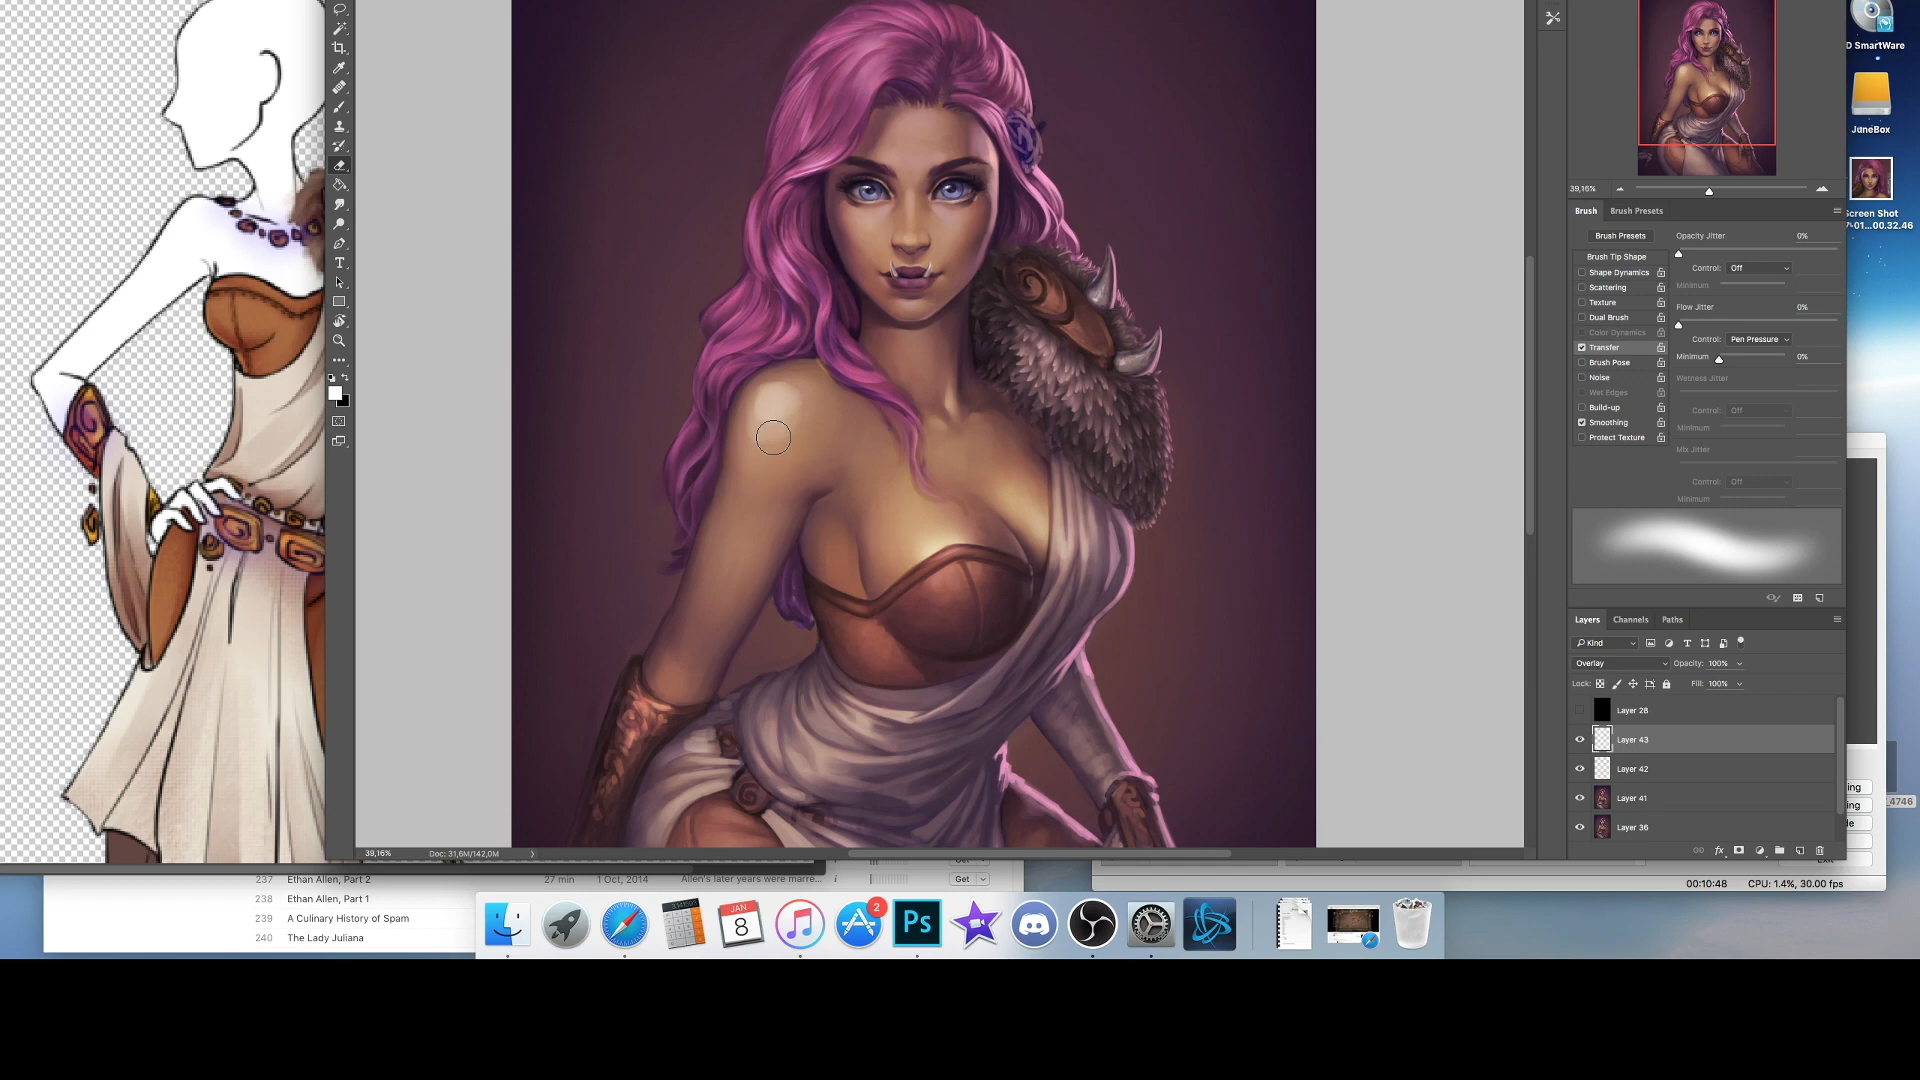 D SmartWare
JaneBox
Screen Shot
39,16%
Brush Brush Presets
Brush Presets
Opacity Jitter 0%
Brush Tip Shape
Shape Dynamics
Control: Off
Scattering
Minimum
Texture
Flow Jitter 0%
Dual Brush
Color Dynamics
Control: Pen Pressure
Transfer
Minimum 0%
Brush Pose
Noise
Wetness Jitter
Wet Edges
Build-up
Control: Off
Smoothing
Minimum
Protect Texture
Mix Jitter
Control: Off
Minimum
Layers Channels Paths
Kind
Overlay Opacity: 100%
Lock: Fill: 100%
Layer 28
Layer 43
Layer 42
Layer 41
Layer 36
ing
ing
_4746
de
39,16% Doc: 31,6M/142,0M
Get
237 Ethan Allen, Part 2 27 min 1 Oct, 2014 Allen's later years were marre... Get
238 Ethan Allen, Part 1
239 A Culinary History of Spam
240 The Lady Juliana
00:10:48 CPU: 1.4%, 30.00 fps
JAN
8
2
Ps